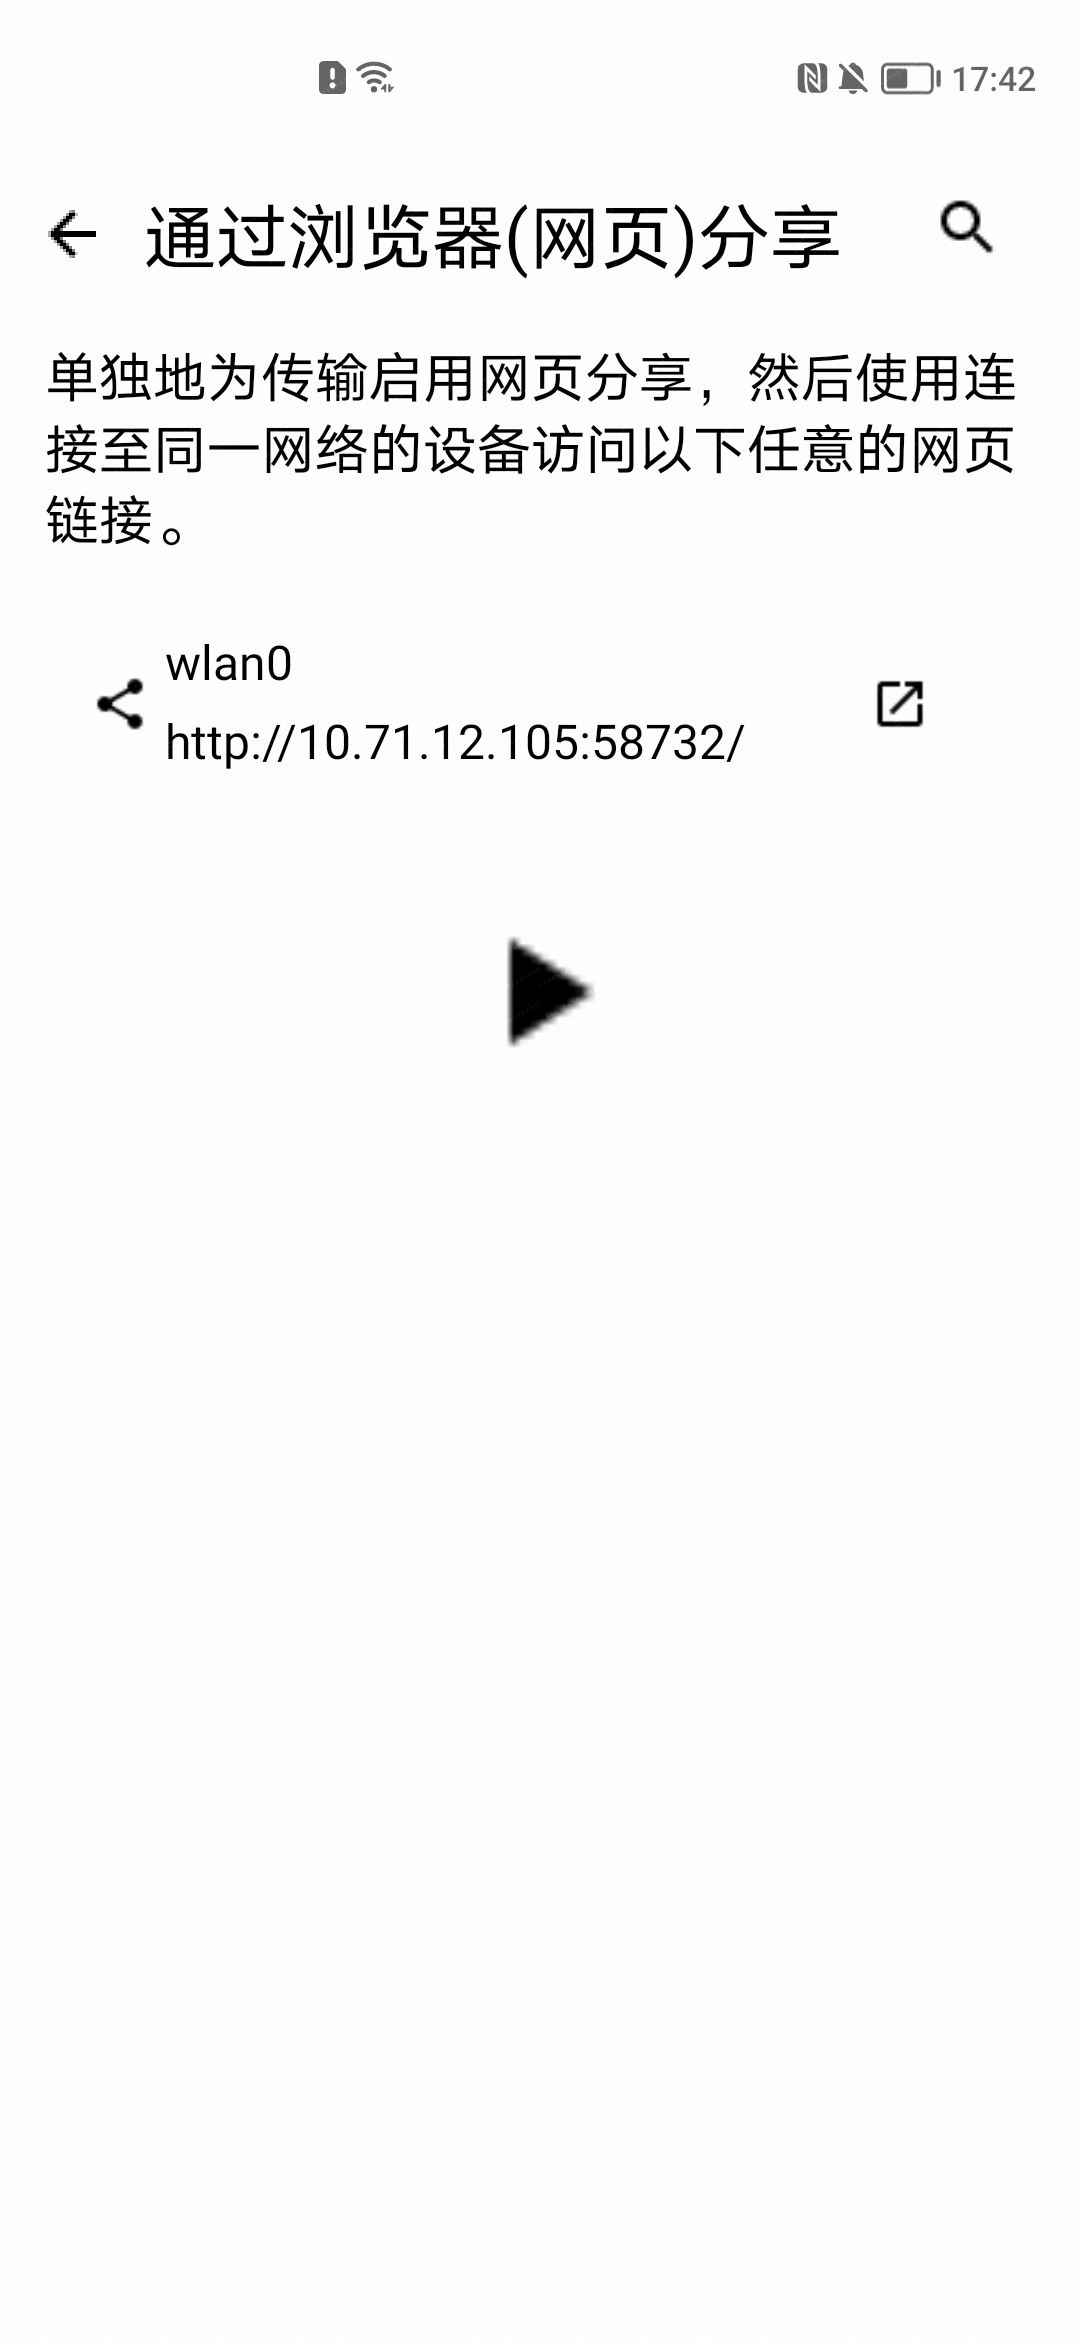 17:42
通过浏览器(网页)分享
单独地为传输启用网页分享，然后使用连
接至同一网络的设备访问以下任意的网页
链接。
wlan0
http://10.71.12.105:58732/